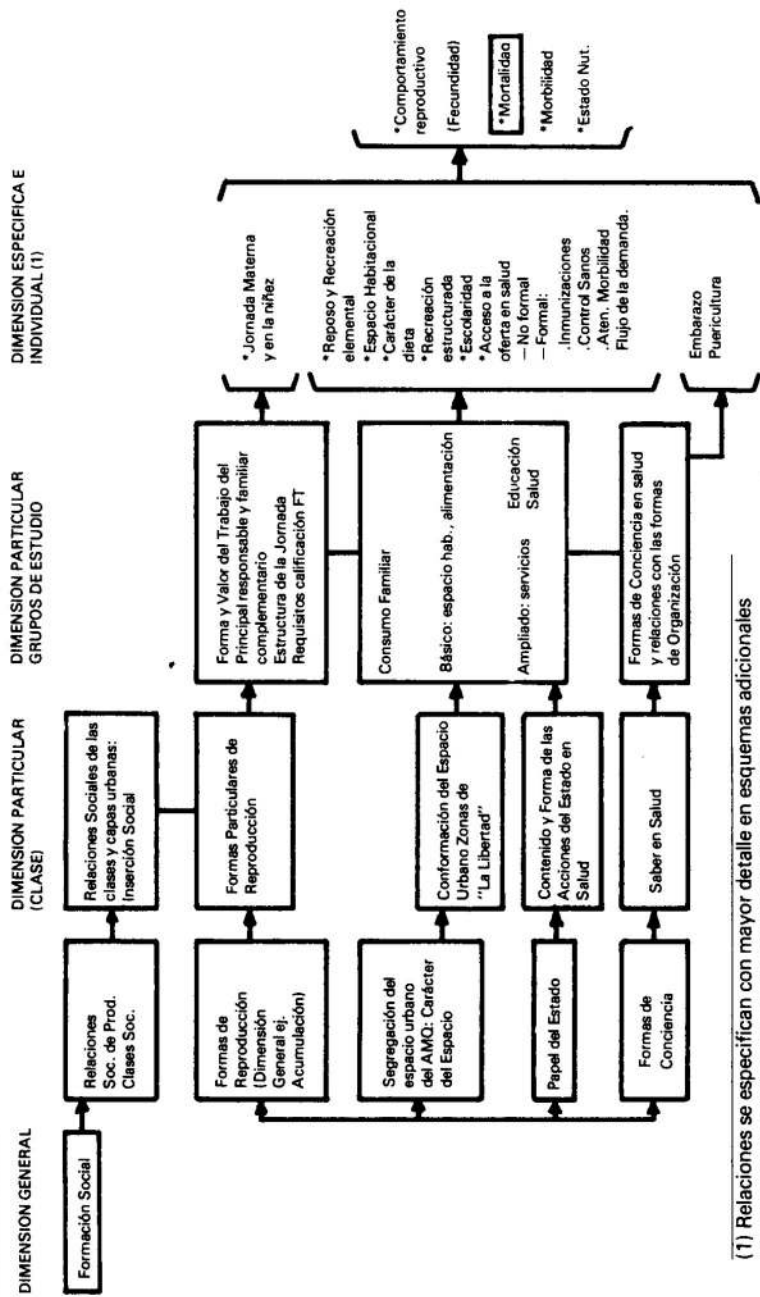 DIMENSION GENERAL
Formación Social
Relaciones
Soc. de Prod.
Clases Soc.
Formas de
Reproducción
(Dimensión
General ej.
Acumulación)
Segregación del
espacio urbano
del AMQ: Carácter
del Espacio
Papel del Estado
Formas de
Conciencia
DIMENSION PARTICULAR
(CLASE)
Relaciones Sociales de las
clases y capas urbanas:
Inserción Social
Formas Particulares de
Reproducción
Conformación del Espacio
Urbano Zonas de
"La Libertad"
Contenido y Forma de las
Acciones del Estado en
Salud
Saber en Salud
DIMENSION PARTICULAR
GRUPOS DE ESTUDIO
Forma y Valor del Trabajo del
Principal responsable y familiar
complementario
Estructura de la Jornada
Requisitos calificación FT
Consumo Familiar
Básico: espacio hab., alimentación
Ampliado: servicios
Educación
Salud
Formas de Conciencia en salud
y relaciones con las formas
de Organización
DIMENSION ESPECIFICA E
INDIVIDUAL (1)
*Jornada Materna
y en la niñez
*Reposo y Recreación
elemental
*Espacio Habitacional
*Carácter de la
dieta
*Recreación
estructurada
*Escolaridad
*Acceso a la
oferta en salud
— No formal
— Formal:
. Inmunizaciones
. Control Sanos
. Aten. Morbilidad
Flujo de la demanda.
Embarazo
Puericultura
*Comportamiento
reproductivo
(Fecundidad)
*Mortalidad
*Morbilidad
*Estado Nut.
(1) Relaciones se especifican con mayor detalle en esquemas adicionales